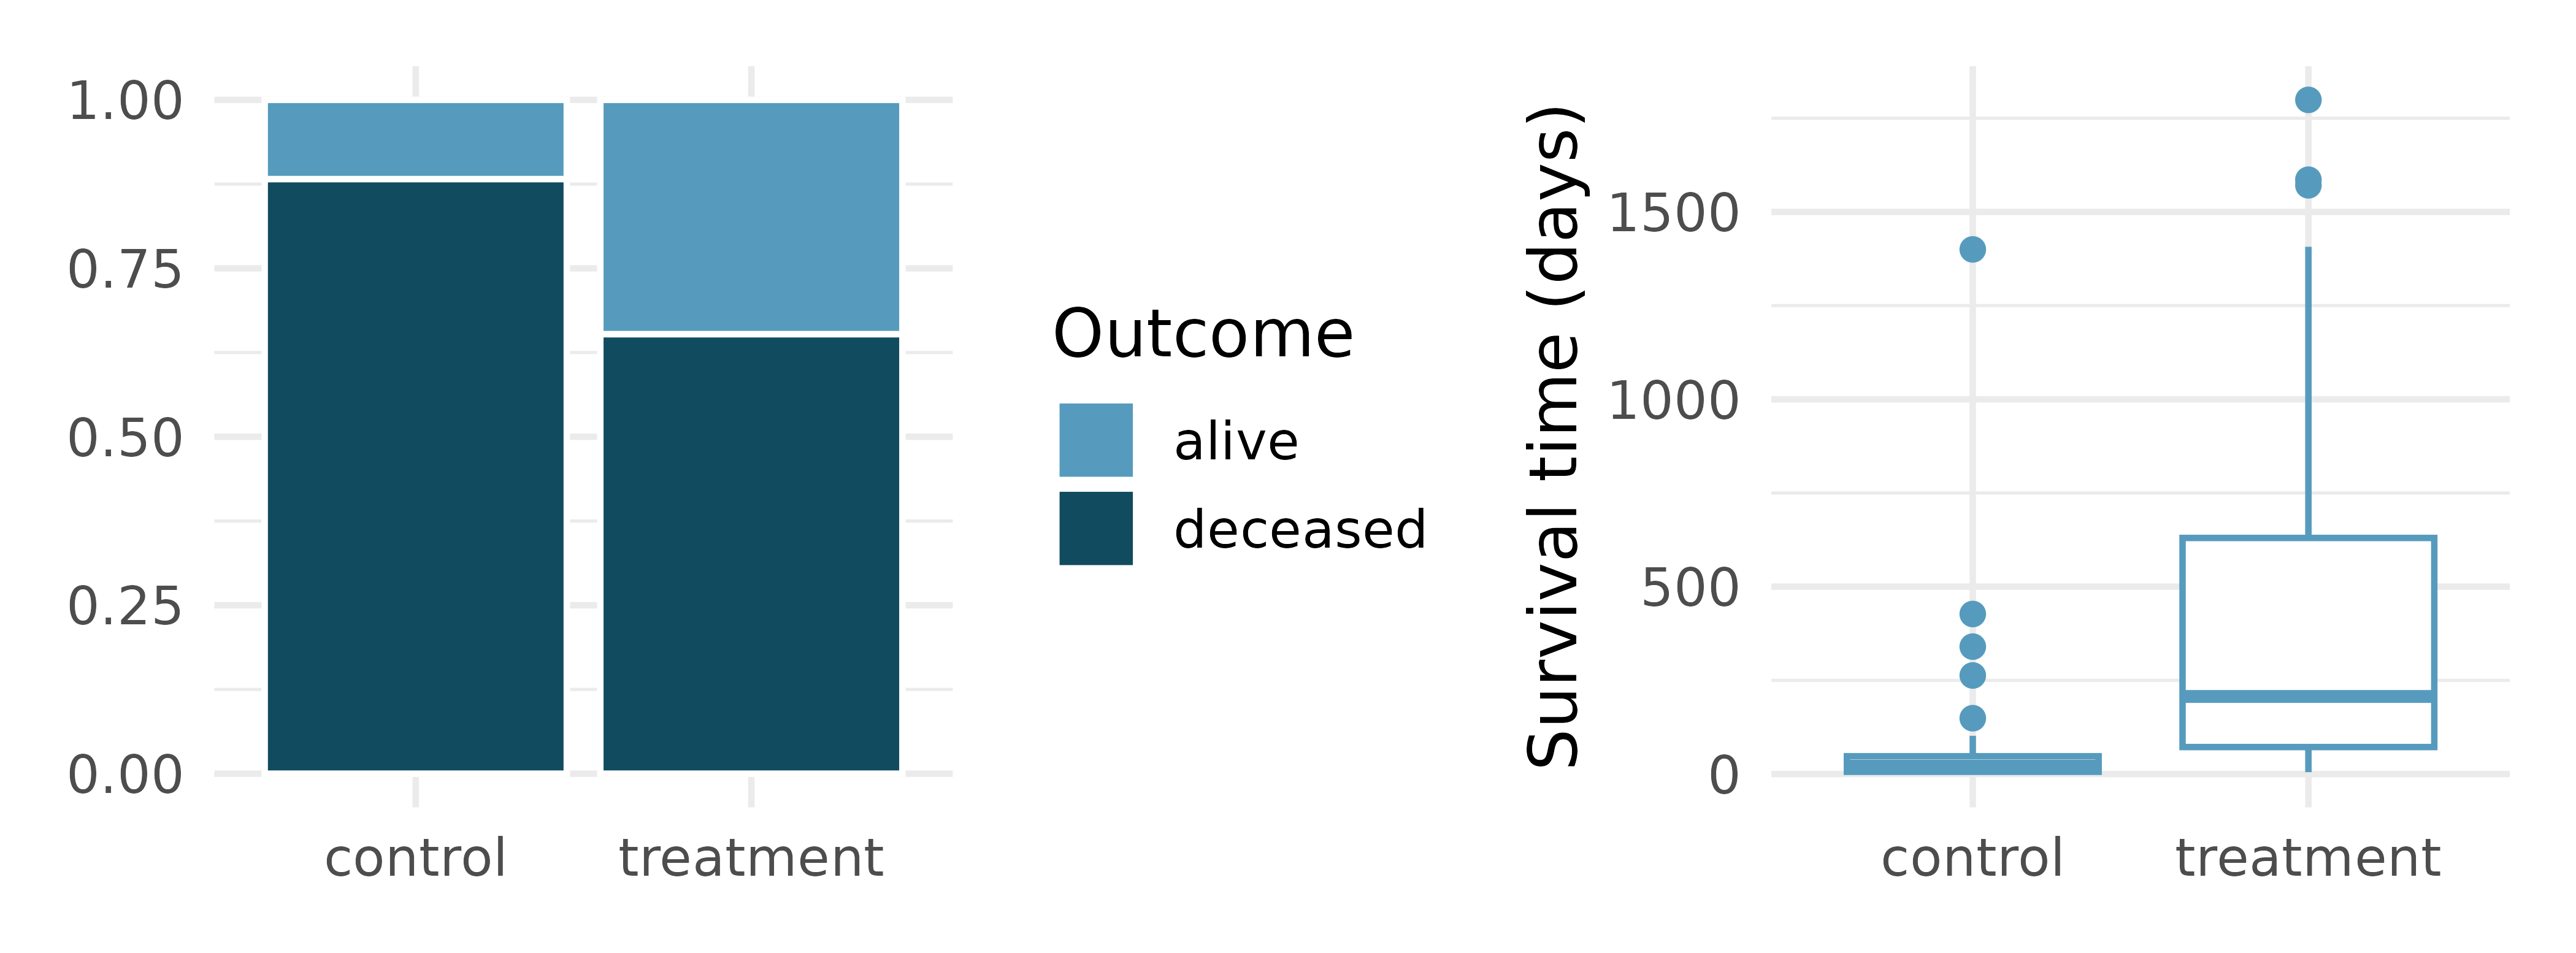 1.00
0.75
0.50
0.25
0.00
control treatment
Outcome
alive
deceased
Survival time (days)
1500
1000
500
0
control treatment